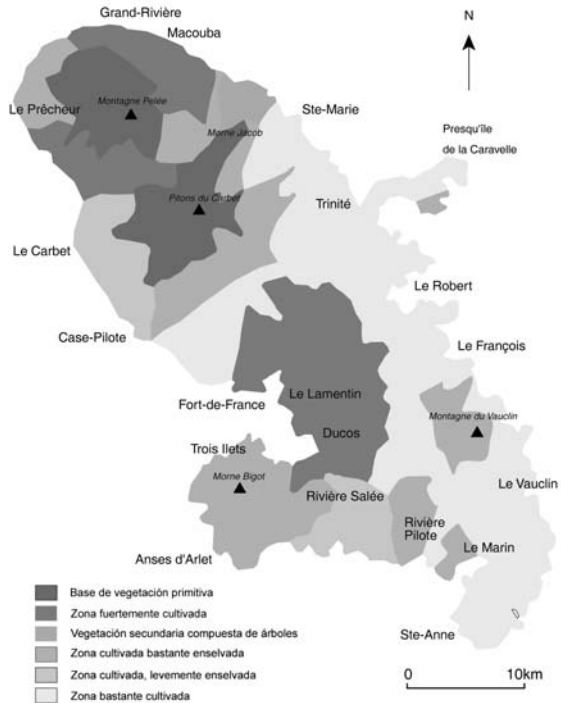 Grand-Rivière
Macouba
N
Le Prêcheur
Montagne Pelée
Morne Jacob
Ste-Marie
Presqu'île
de la Caravelle
Pitons du Carbet
Trinité
Le Carbet
Le Robert
Case-Pilote
Le François
Le Lamentin
Fort-de-France
Montagne du Vauclin
Ducos
Trois Ilets
Morne Bigot
Le Vauclin
Rivière Salée
Rivière
Pilote
Le Marin
Anses d'Arlet
Base de vegetación primitiva
Zona fuertemente cultivada
Vegetación secundaria compuesta de árboles
Ste-Anne
Zona cultivada bastante enselvada
Zona cultivada, levemente enselvada
0 10km
Zona bastante cultivada